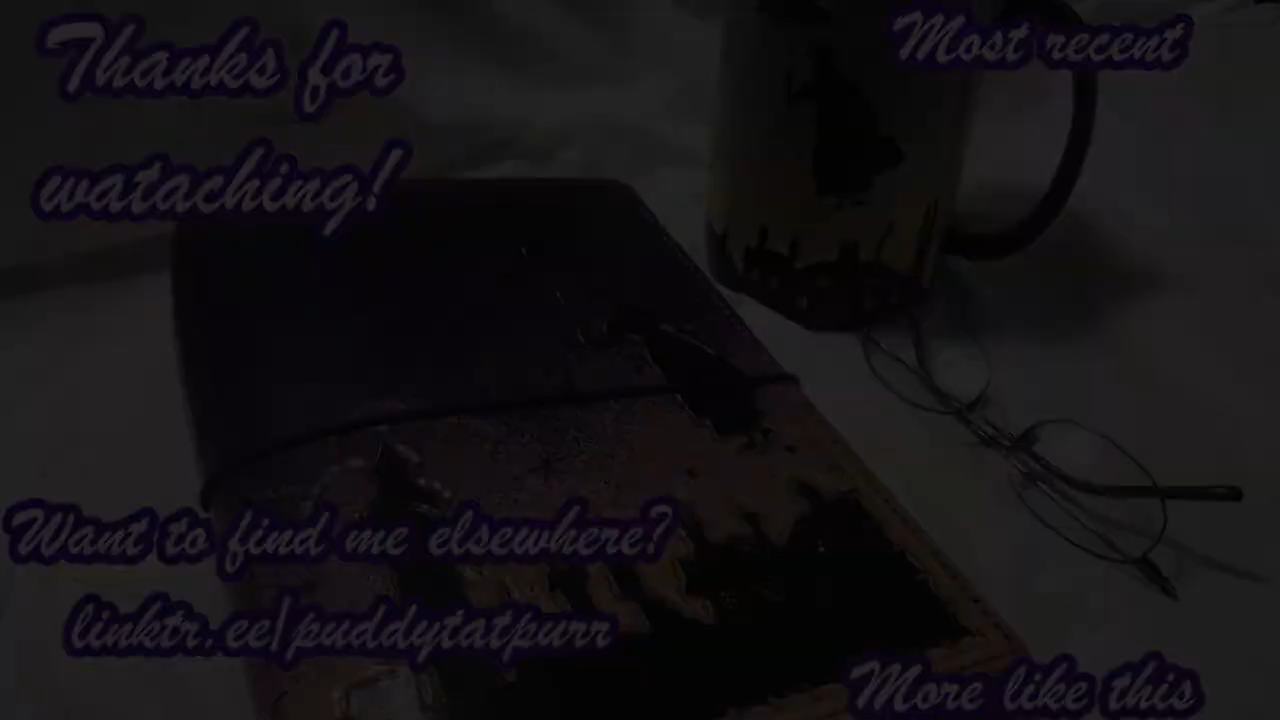 Thanks for
Most recent
wataching!
Want to find me elsewhere?
linktr.ee/puddytatpurr
More like this